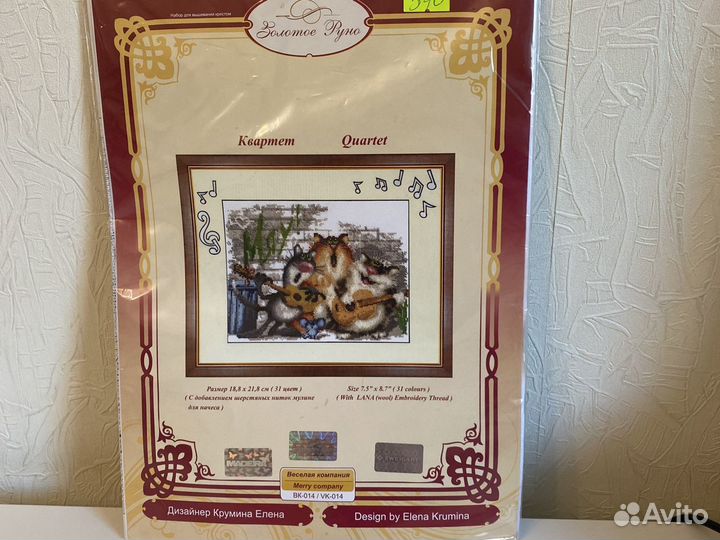 Набор для вышивания крестом
590
Золотое Руно
Квартет Quartet
Мяу!
Размер 18,8 x 21,8 см ( 31 цвет )
( С добавлением шерстяных ниток мулине
для начеса )
Size 7.5" x 8.7" ( 31 colours )
( With LANA (wool) Embroidery Thread )
MADEIRA
ZWEIGART
Веселая компания
Merry company
ВК-014 / VK-014
Дизайнер Крумина Елена
Design by Elena Krumina
Avito